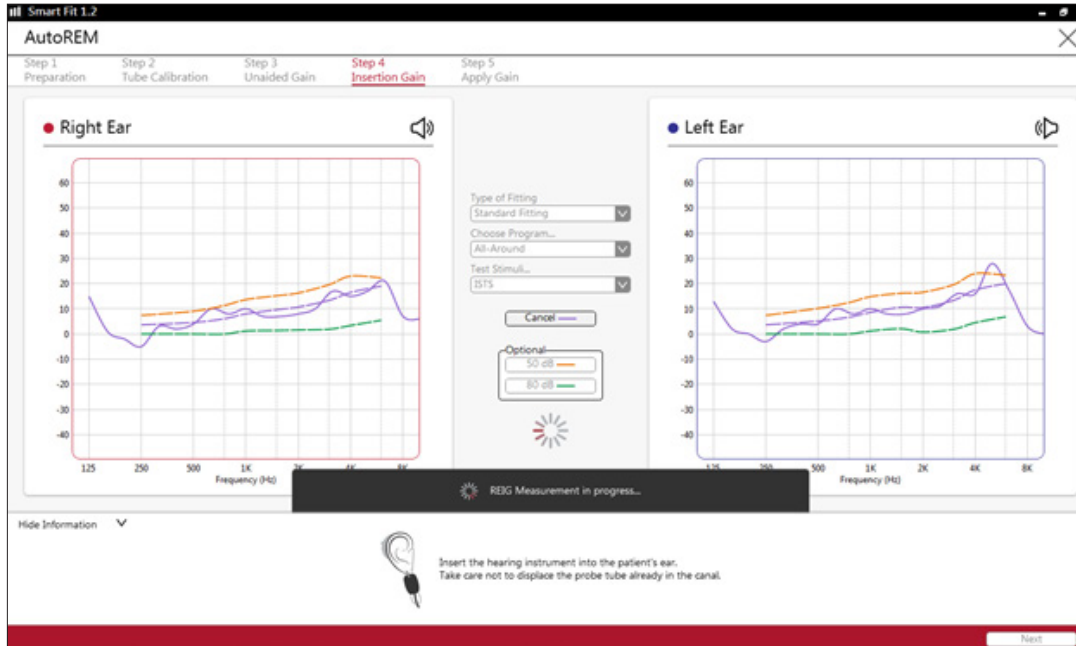 Smart Fit 1.2
AutoREM
Step 1
Preparation
Step 2
Tube Calibration
Step 3
Unaided Gain
Step 4
Insertion Gain
Step 5
Apply Gain
Right Ear
60
50
40
30
20
10
0
-10
-20
-30
-40
125 250 500 1K 2K 4K 8K
Frequency (Hz)
Type of Fitting
Standard Fitting
Choose Program...
All-Around
Test Stimuli...
ISTS
Cancel
Optional
50 dB
80 dB
Left Ear
60
50
40
30
20
10
0
-10
-20
-30
-40
125 250 500 1K 2K 4K 8K
Frequency (Hz)
REIG Measurement in progress...
Hide Information
Insert the hearing instrument into the patient's ear.
Take care not to displace the probe tube already in the canal.
Next